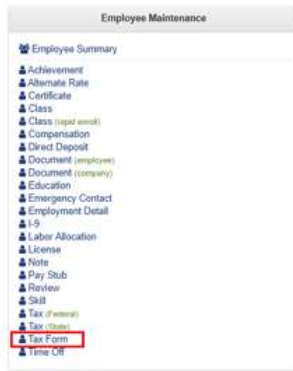 Employee Maintenance
Employee Summary
Achievement
Alternate Rate
Certificate
Class
Class (rapid enroll)
Compensation
Direct Deposit
Document (employee)
Document (company)
Education
Emergency Contact
Employment Detail
I-9
Labor Allocation
License
Note
Pay Stub
Review
Skill
Tax (Federal)
Tax (State)
Tax Form
Time Off